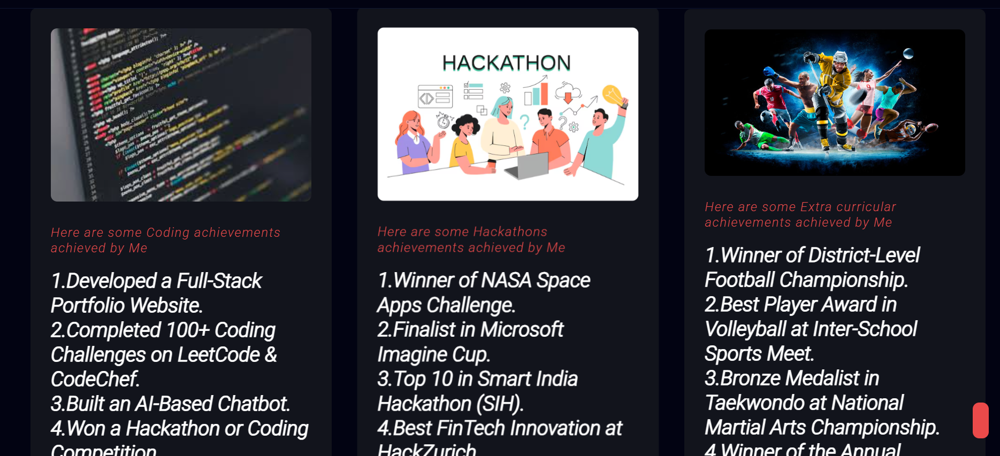 Here are some Coding achievements
achieved by Me
1.Developed a Full-Stack
Portfolio Website.
2.Completed 100+ Coding
Challenges on LeetCode &
CodeChef.
3.Built an AI-Based Chatbot.
4.Won a Hackathon or Coding
Competition
HACKATHON
Here are some Hackathons
achievements achieved by Me
1.Winner of NASA Space
Apps Challenge.
2.Finalist in Microsoft
Imagine Cup.
3.Top 10 in Smart India
Hackathon (SIH).
4.Best FinTech Innovation at
HackZurich
Here are some Extra curricular
achievements achieved by Me
1.Winner of District-Level
Football Championship.
2.Best Player Award in
Volleyball at Inter-School
Sports Meet.
3.Bronze Medalist in
Taekwondo at National
Martial Arts Championship.
4.Winner of the Annual